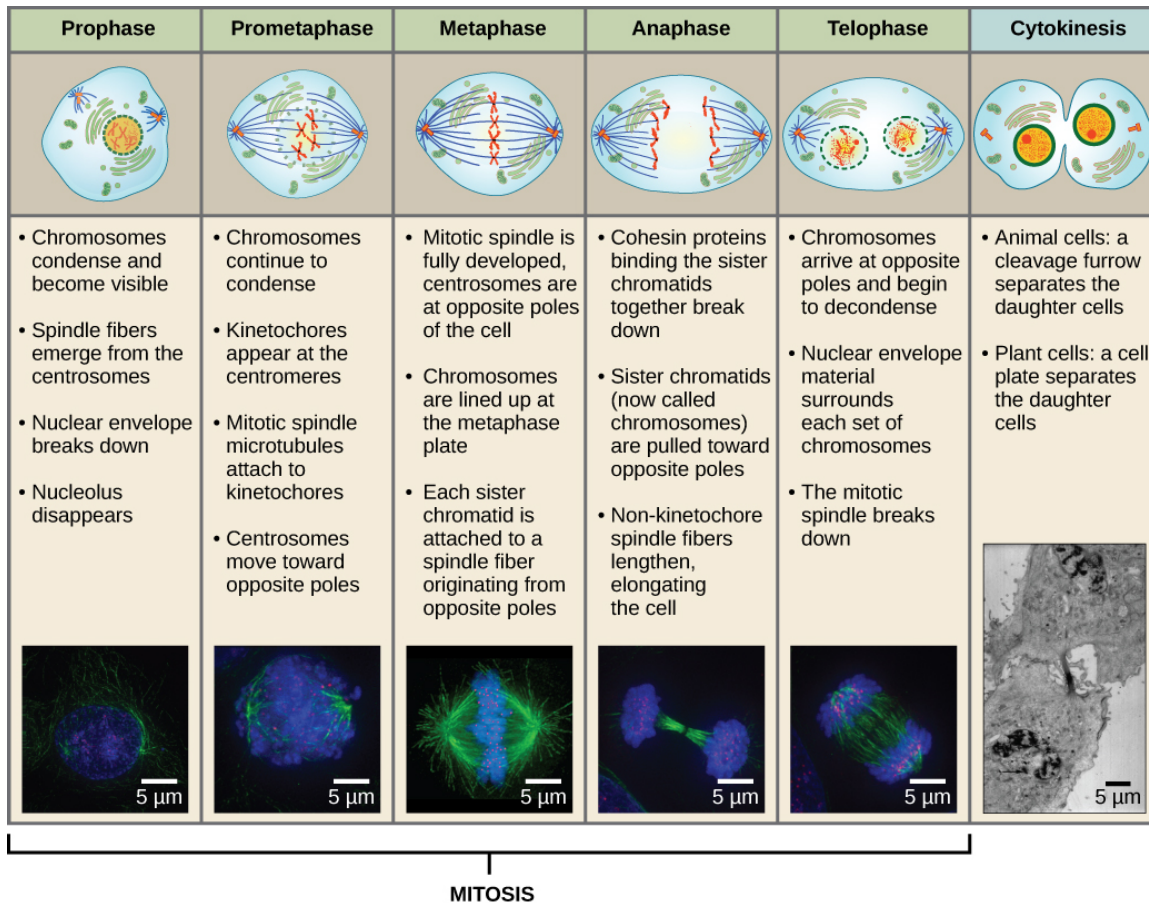 Prophase
Prometaphase
Metaphase
Anaphase
Telophase
Cytokinesis
• Chromosomes
condense and
become visible
• Spindle fibers
emerge from the
centrosomes
• Nuclear envelope
breaks down
• Nucleolus
disappears
• Chromosomes
continue to
condense
• Kinetochores
appear at the
centromeres
• Mitotic spindle
microtubules
attach to
kinetochores
• Centrosomes
move toward
opposite poles
• Mitotic spindle is
fully developed,
centrosomes are
at opposite poles
of the cell
• Chromosomes
are lined up at
the metaphase
plate
• Each sister
chromatid is
attached to a
spindle fiber
originating from
opposite poles
• Cohesin proteins
binding the sister
chromatids
together break
down
• Sister chromatids
(now called
chromosomes)
are pulled toward
opposite poles
• Non-kinetochore
spindle fibers
lengthen,
elongating
the cell
• Chromosomes
arrive at opposite
poles and begin
to decondense
• Nuclear envelope
material
surrounds
each set of
chromosomes
• The mitotic
spindle breaks
down
• Animal cells: a
cleavage furrow
separates the
daughter cells
• Plant cells: a cell
plate separates
the daughter
cells
5 µm
5 µm
5 µm
5 µm
5 µm
5 µm
MITOSIS